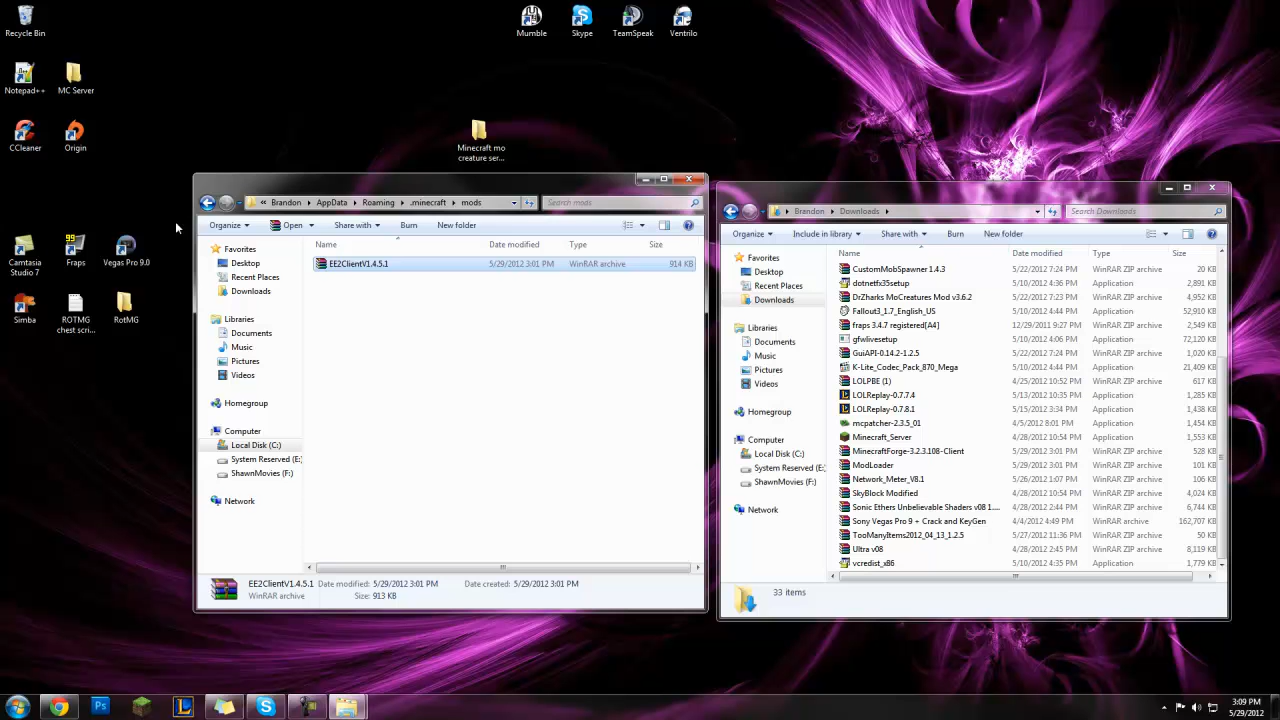 Recycle Bin
Mumble
Skype
TeamSpeak
Ventrilo
Notepad++
MC Server
CCleaner
Origin
Minecraft mo
creature ser...
Camtasia
Studio 7
Fraps
Vegas Pro 9.0
Simba
ROTMG
chest scri...
RotMG
« Brandon ▸ AppData ▸ Roaming ▸ .minecraft ▸ mods
Search mods
Organize
Open
Share with
Burn
New folder
Name
Date modified
Type
Size
Favorites
Desktop
Recent Places
Downloads
Libraries
Documents
Music
Pictures
Videos
Homegroup
Computer
Local Disk (C:)
System Reserved (E:
ShawnMovies (F:)
Network
EE2ClientV1.4.5.1 5/29/2012 3:01 PM WinRAR archive 914 KB
EE2ClientV1.4.5.1 Date modified: 5/29/2012 3:01 PM Date created: 5/29/2012 3:01 PM
WinRAR archive Size: 913 KB
Brandon ▸ Downloads ▸
Search Downloads
Organize
Include in library
Share with
Burn
New folder
Name
Date modified
Type
Size
Favorites
Desktop
Recent Places
Downloads
Libraries
Documents
Music
Pictures
Videos
Homegroup
Computer
Local Disk (C:)
System Reserved (E:
ShawnMovies (F:)
Network
CustomMobSpawner 1.4.3 5/22/2012 7:24 PM WinRAR ZIP archive 20 KB
dotnetfx35setup 5/10/2012 4:36 PM Application 2,891 KB
DrZharks MoCreatures Mod v3.6.2 5/22/2012 7:23 PM WinRAR ZIP archive 4,952 KB
Fallout3_1.7_English_US 5/10/2012 4:44 PM Application 52,910 KB
fraps 3.4.7 registered[A4] 12/29/2011 9:27 PM WinRAR ZIP archive 2,549 KB
gfwlivesetup 5/10/2012 4:06 PM Application 72,120 KB
GuiAPI-0.14.2-1.2.5 5/22/2012 7:24 PM WinRAR ZIP archive 1,020 KB
K-Lite_Codec_Pack_870_Mega 5/10/2012 4:44 PM Application 21,409 KB
LOLPBE (1) 4/25/2012 10:52 PM WinRAR ZIP archive 617 KB
LOLReplay-0.7.7.4 5/13/2012 10:35 PM Application 1,285 KB
LOLReplay-0.7.8.1 5/15/2012 3:34 PM Application 1,438 KB
mcpatcher-2.3.5_01 4/5/2012 8:01 PM Application 1,454 KB
Minecraft_Server 4/28/2012 10:54 PM Application 1,553 KB
MinecraftForge-3.2.3.108-Client 5/29/2012 3:01 PM WinRAR ZIP archive 528 KB
ModLoader 5/29/2012 3:01 PM WinRAR ZIP archive 101 KB
Network_Meter_V8.1 5/26/2012 1:07 PM WinRAR ZIP archive 106 KB
SkyBlock Modified 4/28/2012 10:54 PM WinRAR ZIP archive 4,024 KB
Sonic Ethers Unbelievable Shaders v08 1.... 4/28/2012 2:44 PM WinRAR ZIP archive 6,744 KB
Sony Vegas Pro 9 + Crack and KeyGen 4/4/2012 4:49 PM WinRAR archive 162,707 KB
TooManyItems2012_04_13_1.2.5 5/27/2012 11:36 PM WinRAR ZIP archive 50 KB
Ultra v08 4/28/2012 2:45 PM WinRAR ZIP archive 8,119 KB
vcredist_x86 5/10/2012 4:35 PM Application 1,779 KB
33 items
3:09 PM
5/29/2012